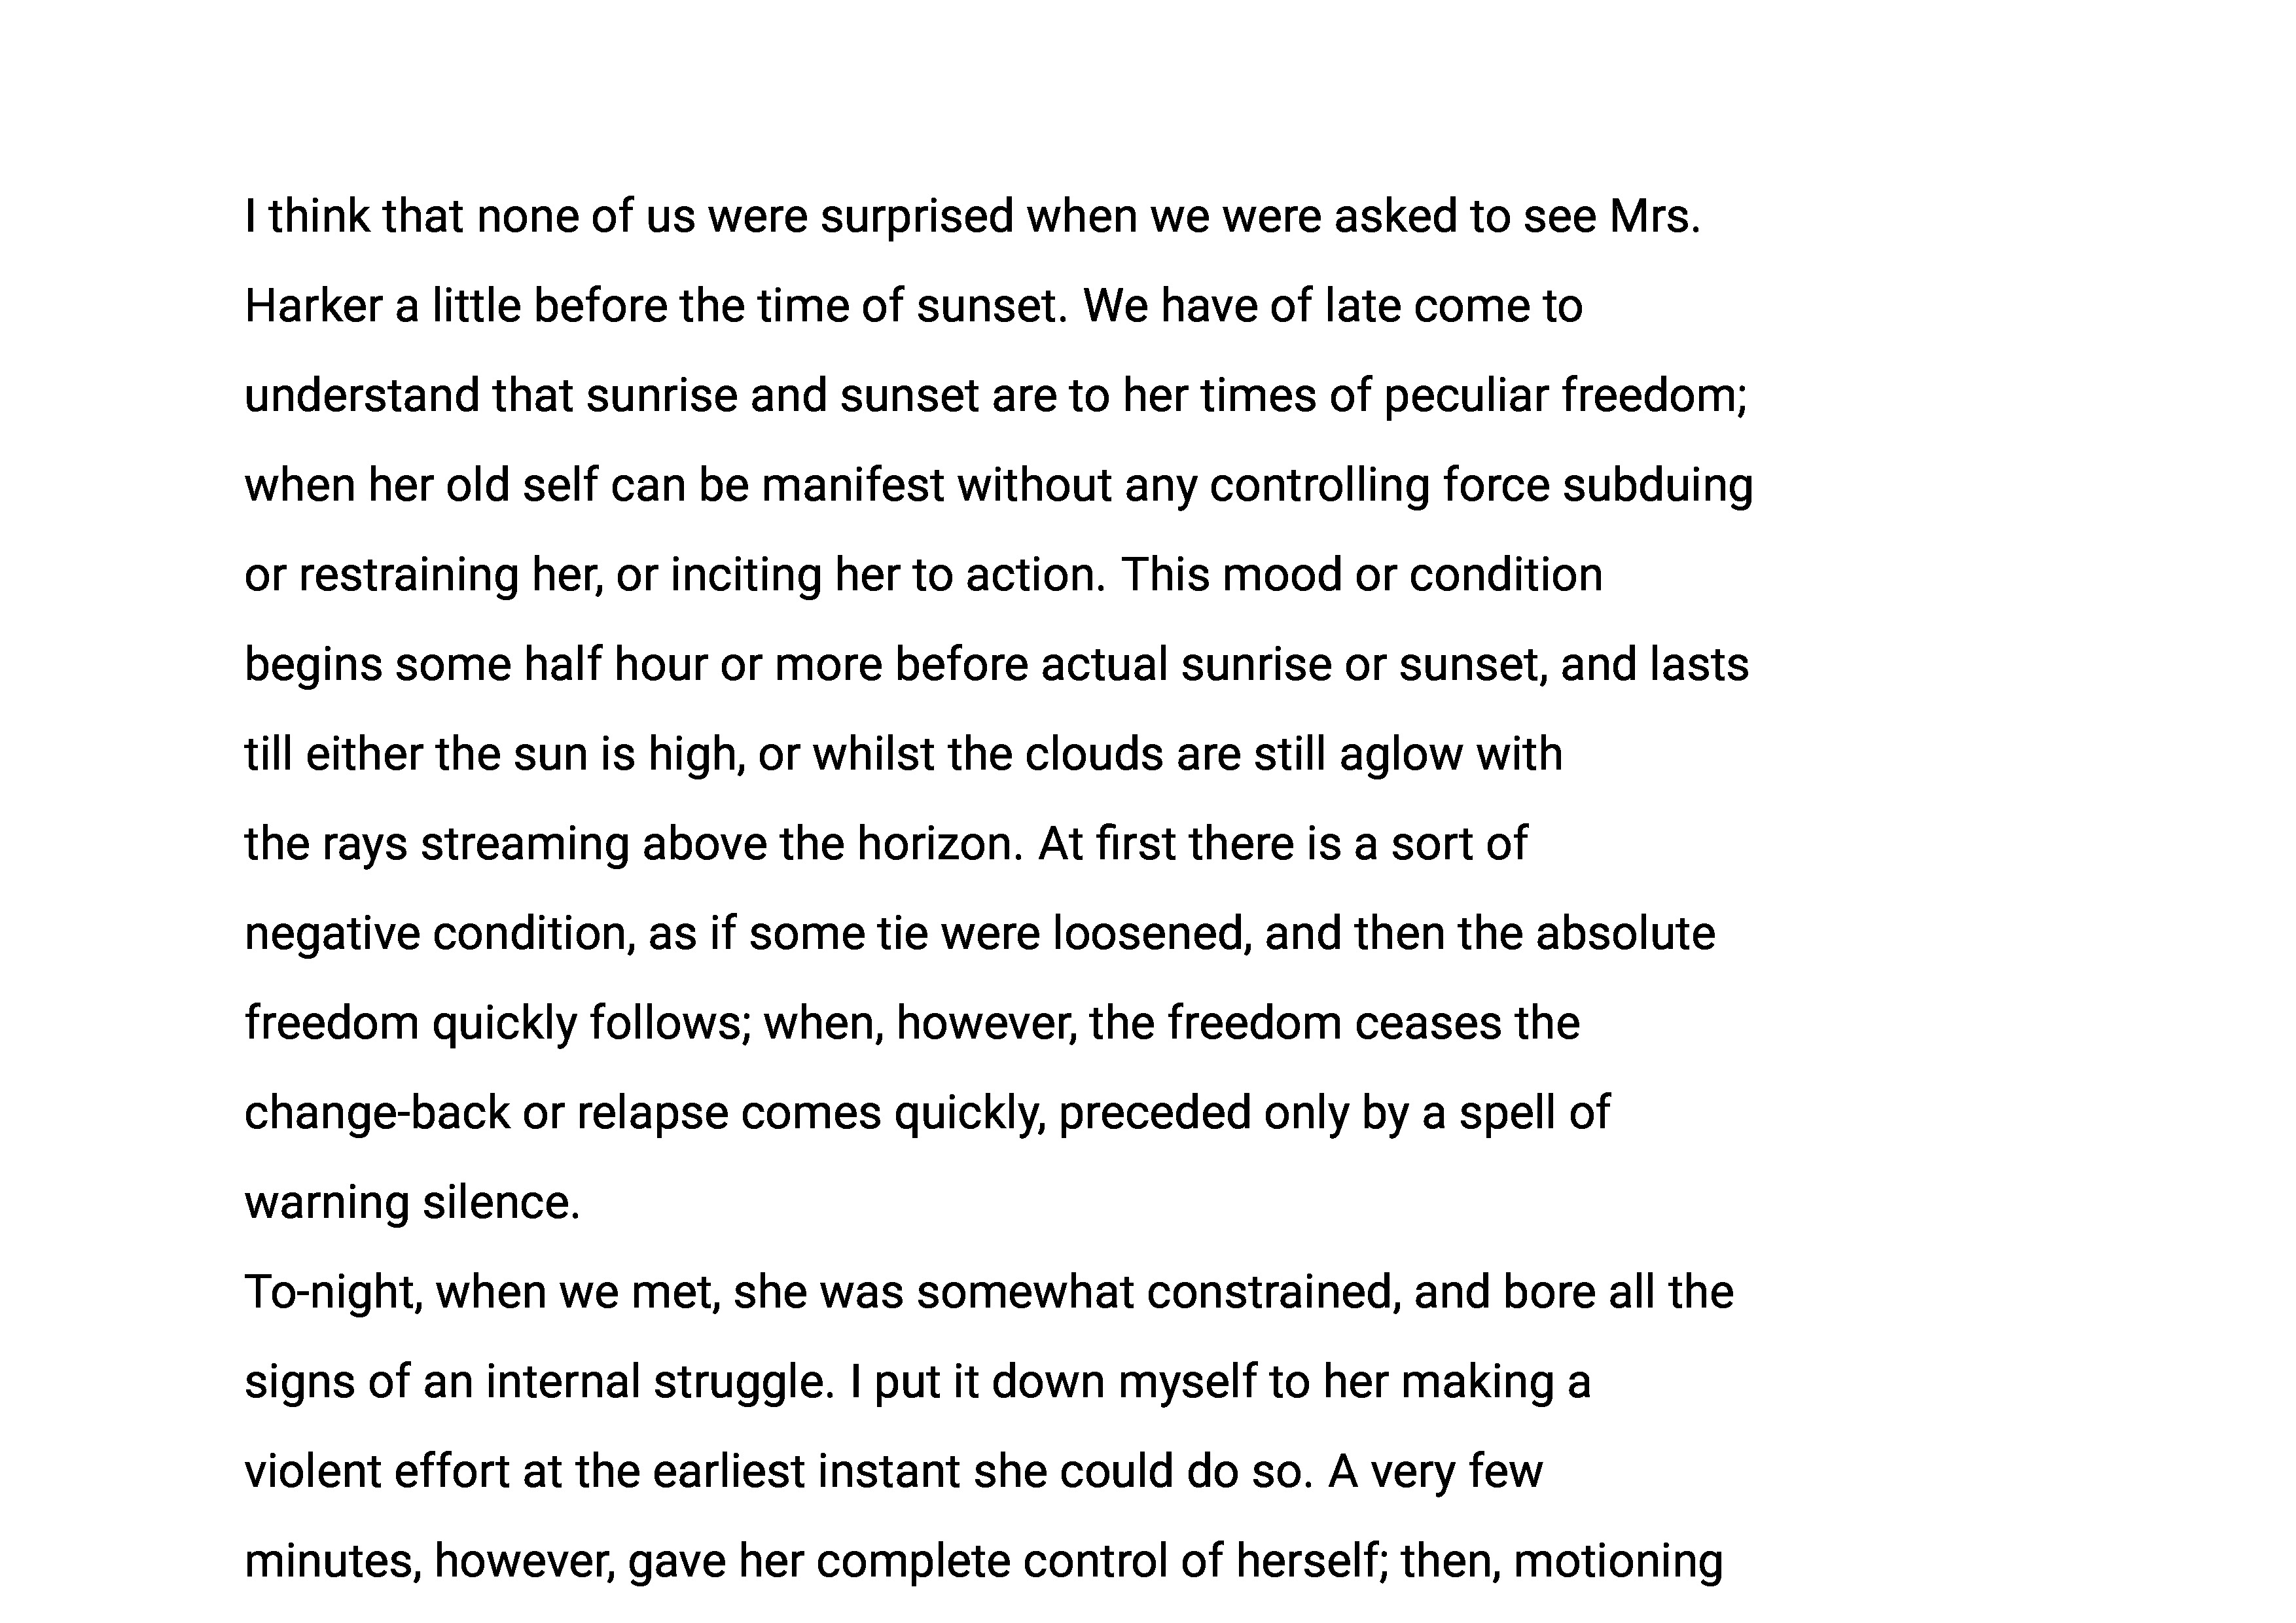 I think that none of us were surprised when we were asked to see Mrs.
Harker a little before the time of sunset. We have of late come to
understand that sunrise and sunset are to her times of peculiar freedom;
when her old self can be manifest without any controlling force subduing
or restraining her, or inciting her to action. This mood or condition
begins some half hour or more before actual sunrise or sunset, and lasts
till either the sun is high, or whilst the clouds are still aglow with
the rays streaming above the horizon. At first there is a sort of
negative condition, as if some tie were loosened, and then the absolute
freedom quickly follows; when, however, the freedom ceases the
change-back or relapse comes quickly, preceded only by a spell of
warning silence.
To-night, when we met, she was somewhat constrained, and bore all the
signs of an internal struggle. I put it down myself to her making a
violent effort at the earliest instant she could do so. A very few
minutes, however, gave her complete control of herself; then, motioning